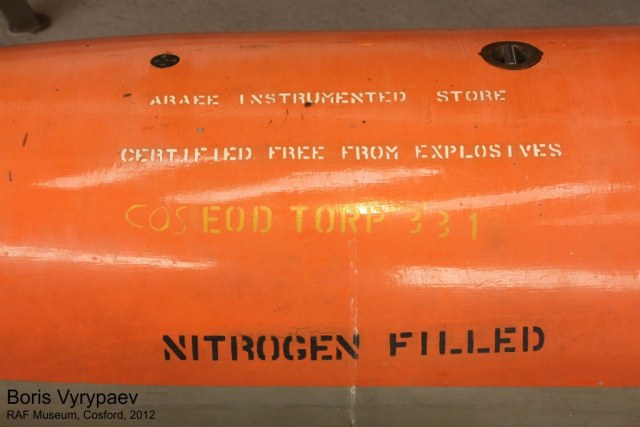 ARAEE INSTRUMENTED STORE
CERTIFIED FREE FROM EXPLOSIVES
COS EOD TORP 331
NITROGEN FILLED
Boris Vyrypaev
RAF Museum, Cosford, 2012